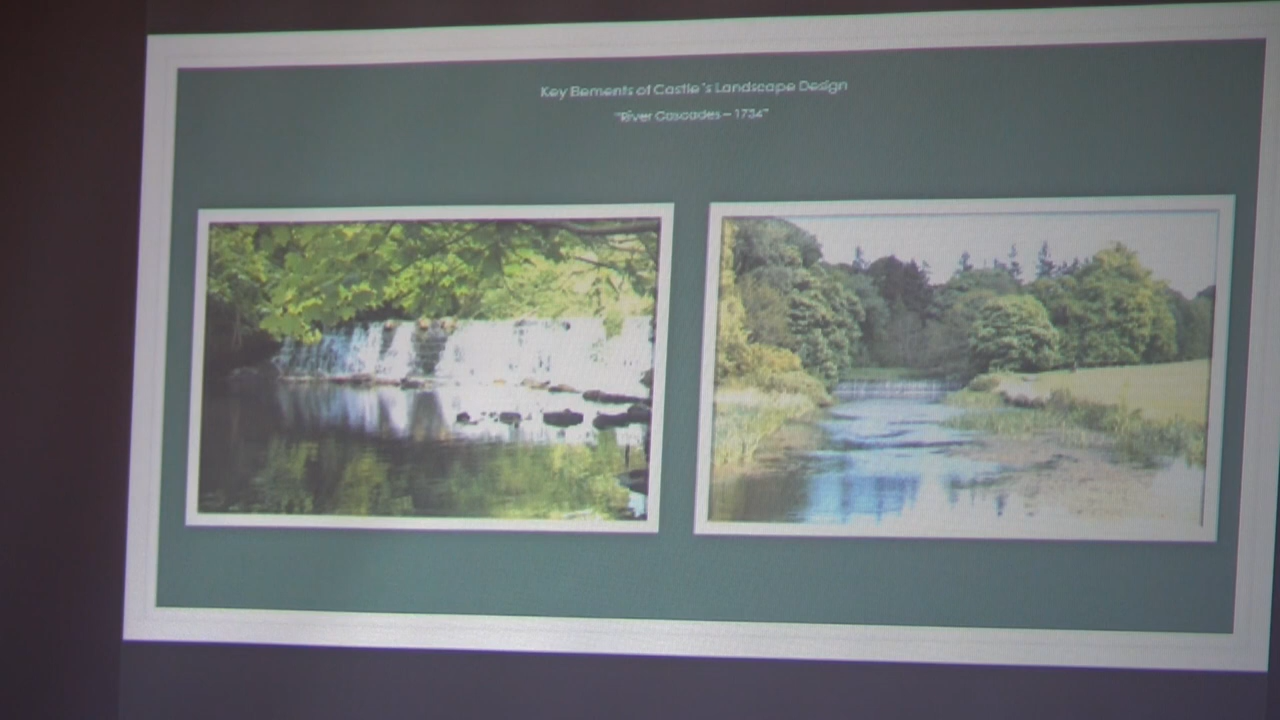 Key Elements of Castle's Landscape Design
"River Cascades – 1734"